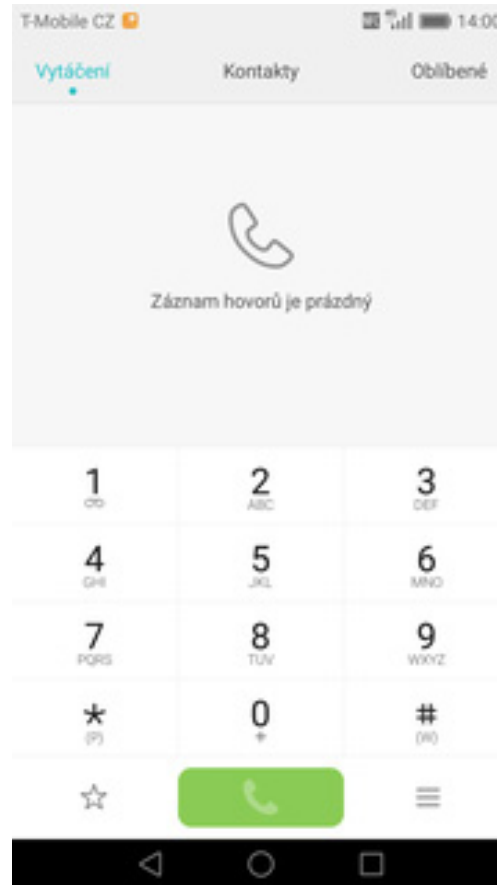 T-Mobile CZ 14:00
Vytáčení Kontakty Oblíbené
Záznam hovorů je prázdný
1 2 3
ABC DEF
4 5 6
GHI JKL MNO
7 8 9
PQRS TUV WXYZ
* 0 #
(P) + (W)